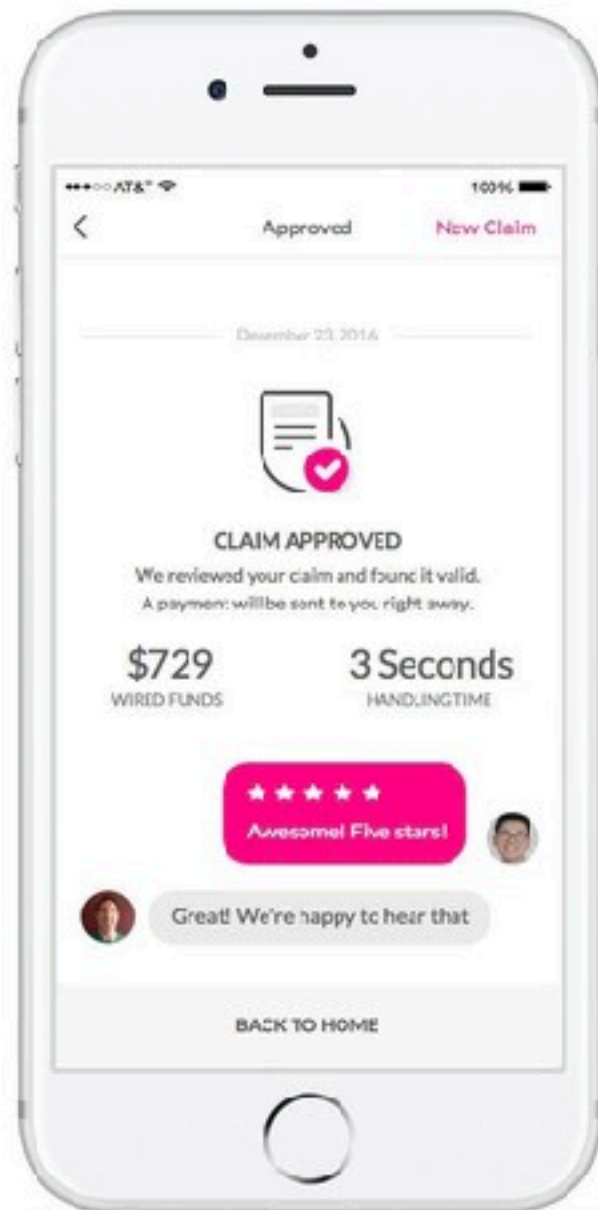 AT&T
100%
Approved
New Claim
December 23, 2016
CLAIM APPROVED
We reviewed your claim and found it valid.
A payment will be sent to you right away.
$729
3 Seconds
WIRED FUNDS
HANDLING TIME
Awesome! Five stars!
Great! We're happy to hear that
BACK TO HOME